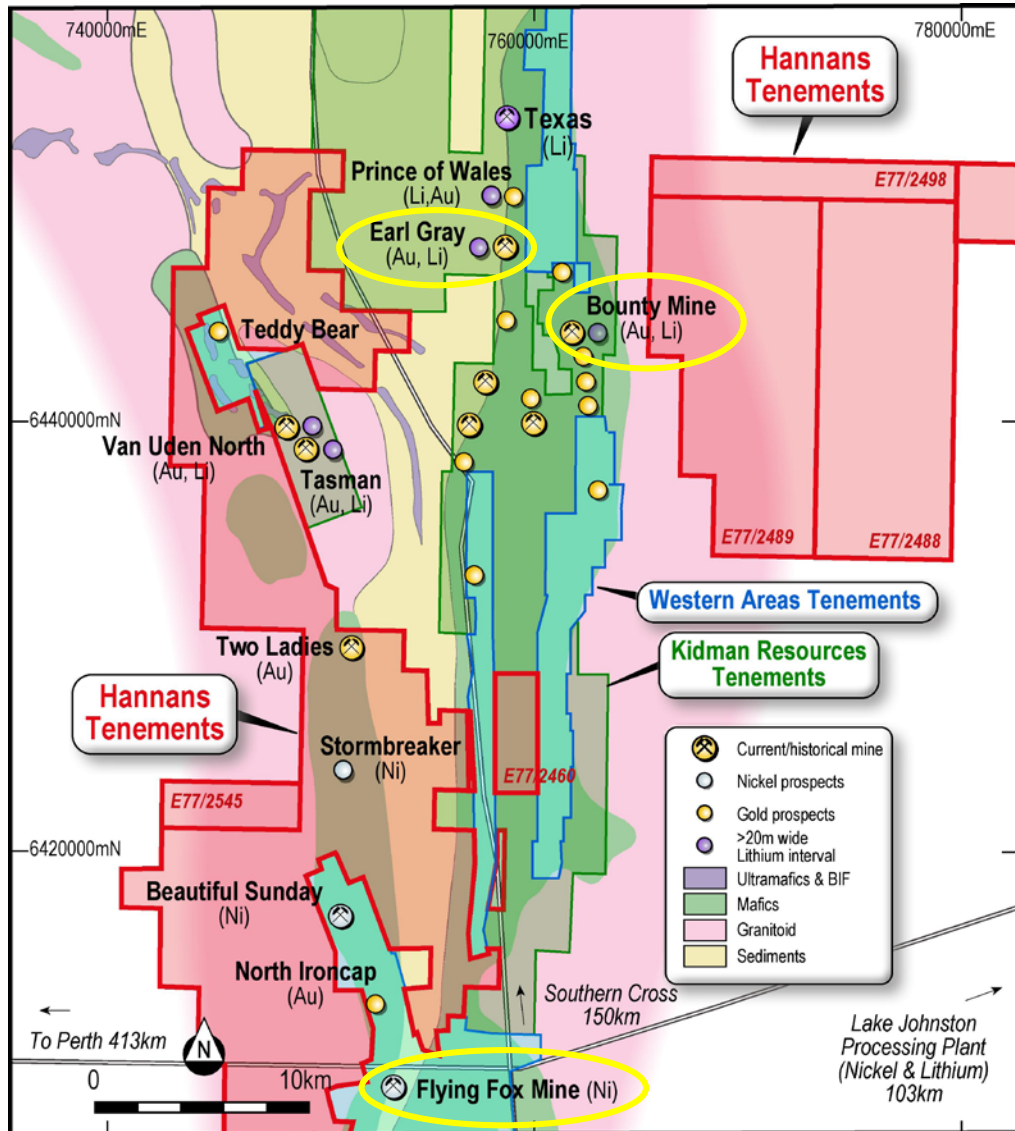 740000mE
760000mE
780000mE
Hannans
Tenements
Texas
(Li)
Prince of Wales
(Li,Au)
E77/2498
Earl Gray
(Au, Li)
Bounty Mine
(Au, Li)
Teddy Bear
6440000mN
Van Uden North
(Au, Li)
Tasman
(Au, Li)
E77/2489
E77/2488
Western Areas Tenements
Two Ladies
(Au)
Kidman Resources
Tenements
Hannans
Tenements
Stormbreaker
(Ni)
E77/2460
E77/2545
Current/historical mine
Nickel prospects
Gold prospects
>20m wide
Lithium interval
Ultramafics & BIF
Mafics
Granitoid
Sediments
6420000mN
Beautiful Sunday
(Ni)
North Ironcap
(Au)
Southern Cross
150km
To Perth 413km
N
Lake Johnston
Processing Plant
(Nickel & Lithium)
103km
0
10km
Flying Fox Mine (Ni)